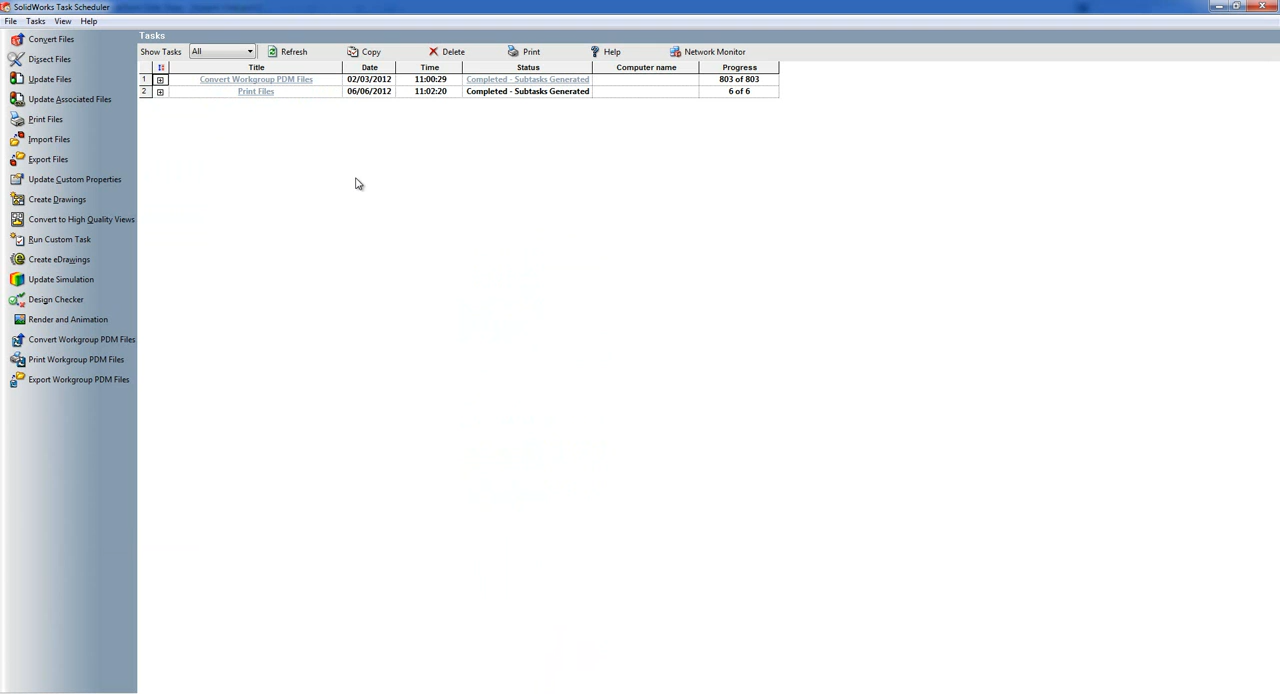 SolidWorks Task Scheduler
File Tasks View Help
Convert Files
Dissect Files
Update Files
Update Associated Files
Print Files
Import Files
Export Files
Update Custom Properties
Create Drawings
Convert to High Quality Views
Run Custom Task
Create eDrawings
Update Simulation
Design Checker
Render and Animation
Convert Workgroup PDM Files
Print Workgroup PDM Files
Export Workgroup PDM Files
Tasks
Show Tasks All Refresh Copy Delete Print Help Network Monitor
Title Date Time Status Computer name Progress
1 Convert Workgroup PDM Files 02/03/2012 11:00:29 Completed - Subtasks Generated 803 of 803
2 Print Files 06/06/2012 11:02:20 Completed - Subtasks Generated 6 of 6